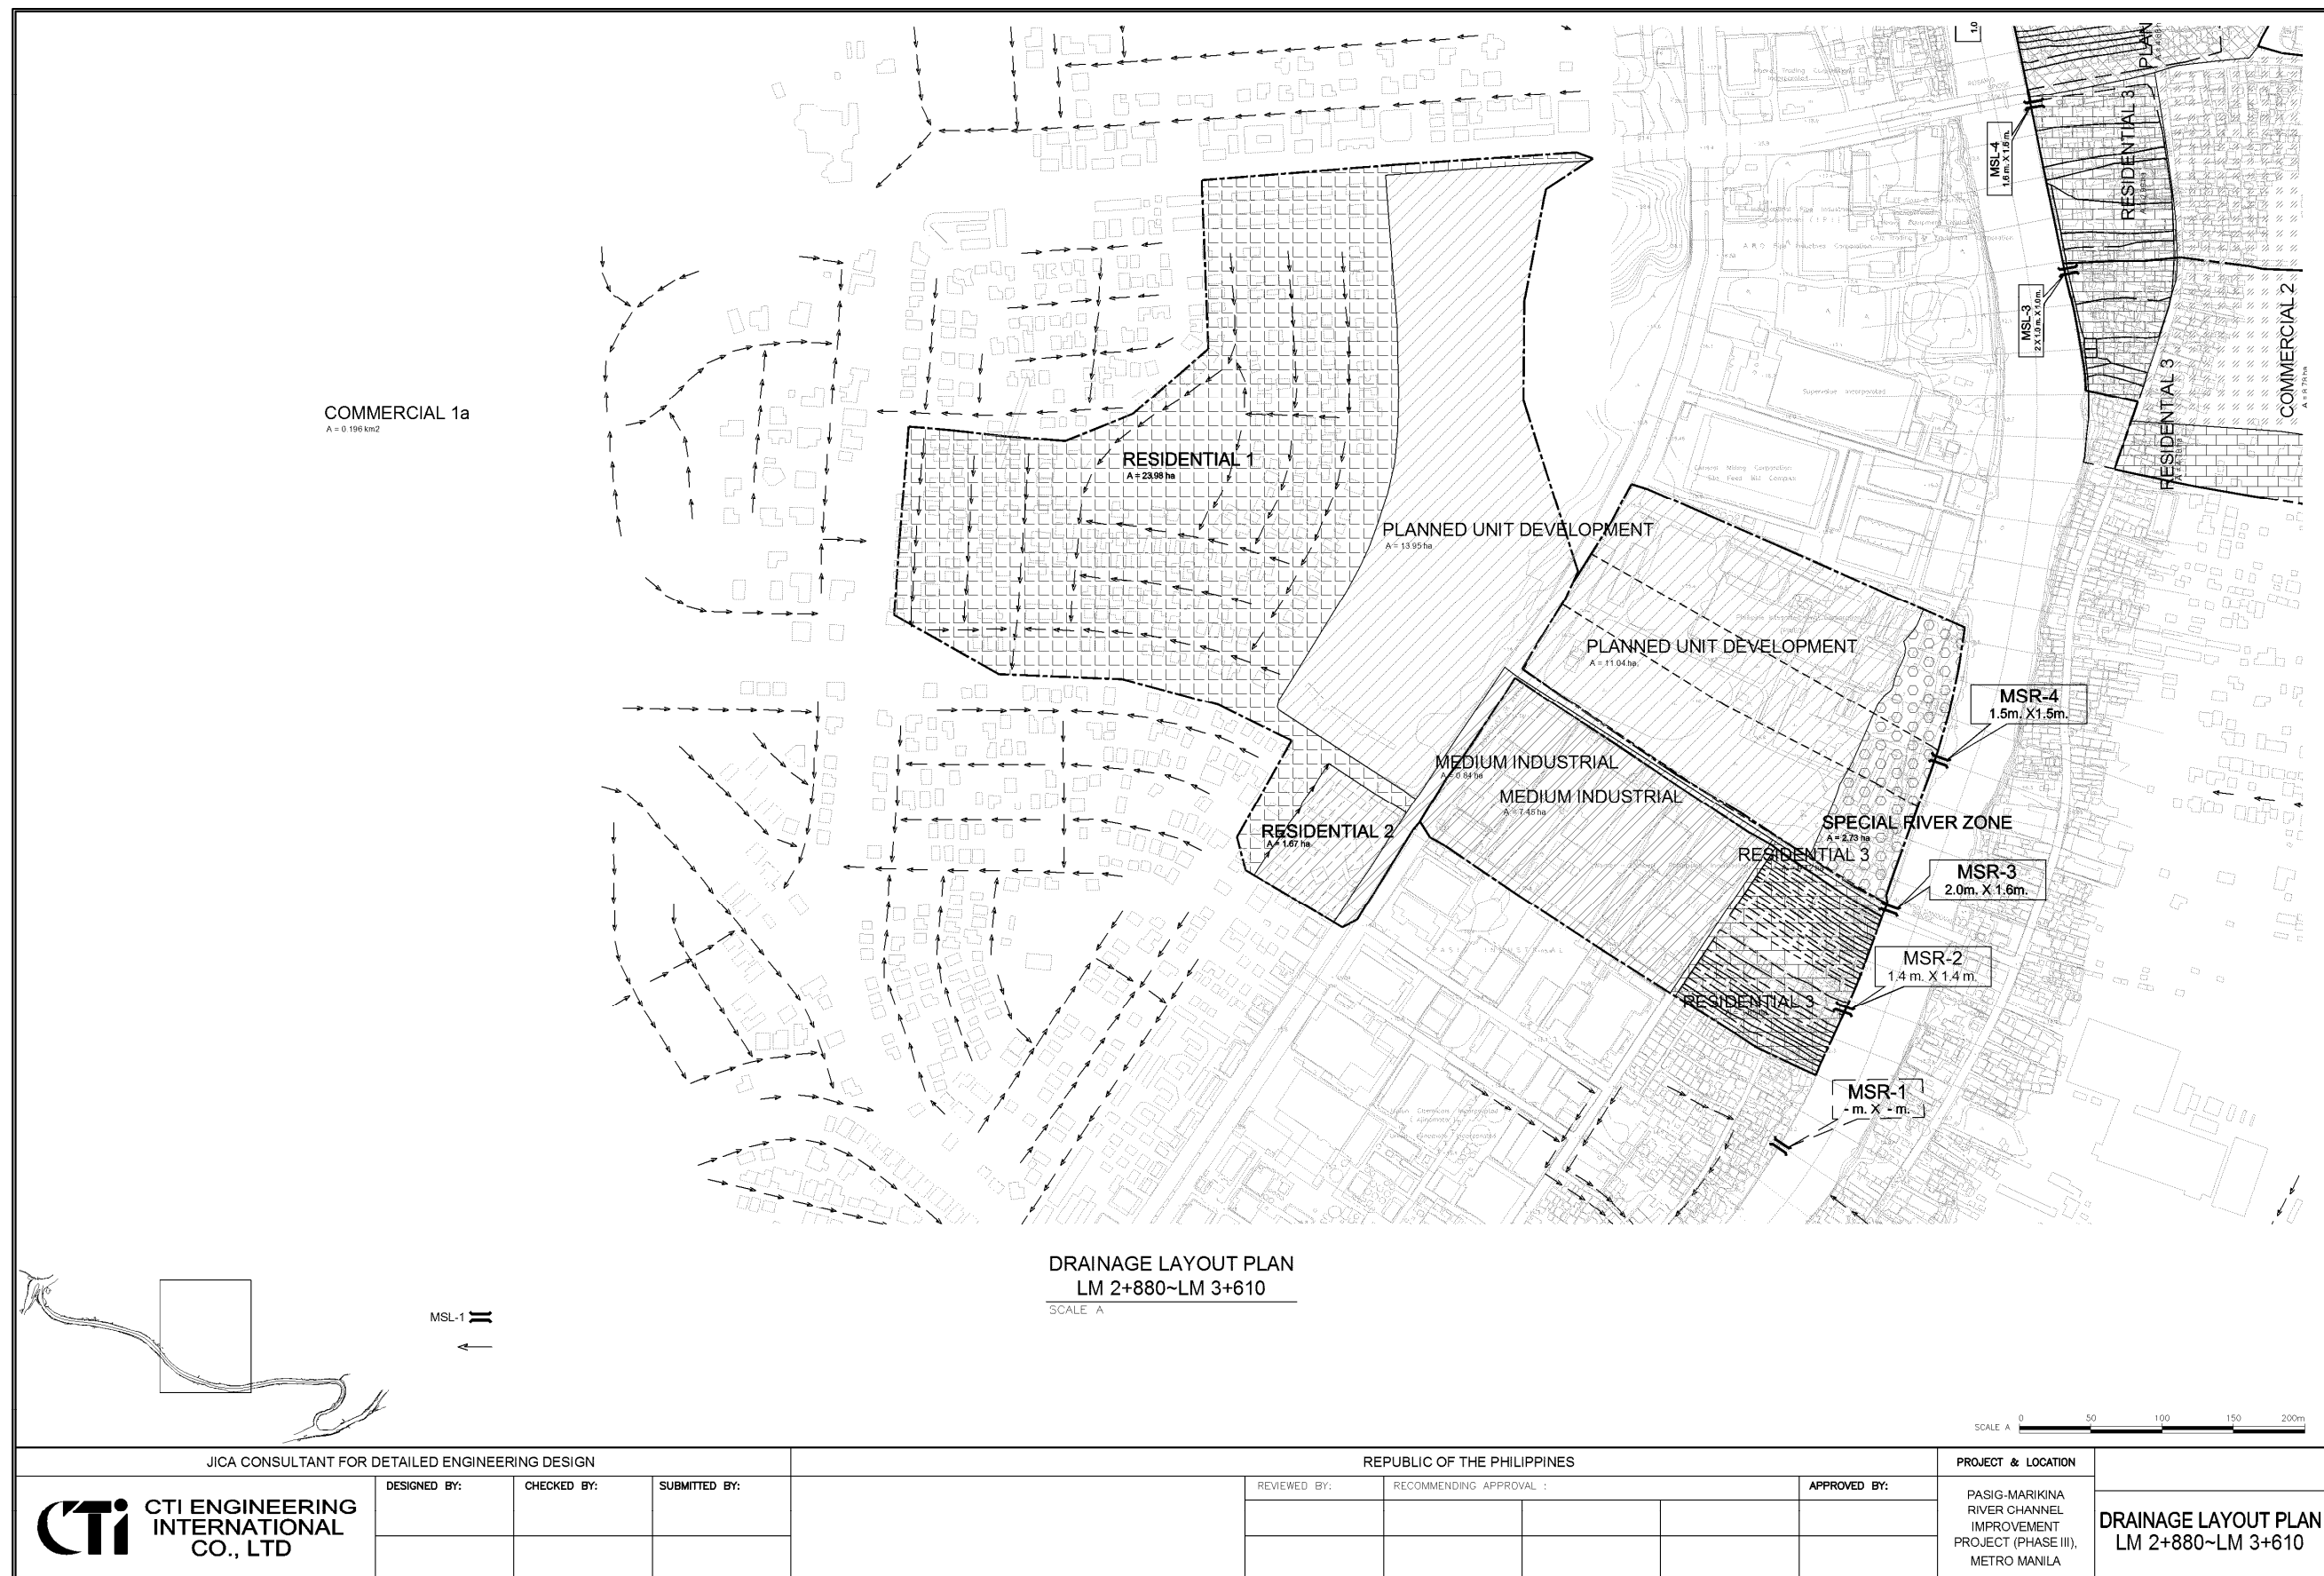 1.0
PLAN
RESIDENTIAL 3
MSL-4
1.6 m. X 1.6 m.
MSL-3
2 X 1.0 m. X 1.0 m.
COMMERCIAL 2
A = 8.78 ha
RESIDENTIAL 3
COMMERCIAL 1a
A = 0.196 km2
RESIDENTIAL 1
A = 23.98 ha
PLANNED UNIT DEVELOPMENT
A = 13.95 ha
PLANNED UNIT DEVELOPMENT
A = 11.04 ha
MSR-4
1.5m. X1.5m.
MEDIUM INDUSTRIAL
A = 0.84 ha
MEDIUM INDUSTRIAL
A = 7.45 ha
RESIDENTIAL 2
A = 1.67 ha
SPECIAL RIVER ZONE
A = 2.73 ha
RESIDENTIAL 3
MSR-3
2.0m. X 1.6m.
MSR-2
1.4 m. X 1.4 m.
RESIDENTIAL 3
MSR-1
- m. X - m.
DRAINAGE LAYOUT PLAN
LM 2+880~LM 3+610
SCALE A
MSL-1
SCALE A
0 50 100 150 200m
JICA CONSULTANT FOR DETAILED ENGINEERING DESIGN
REPUBLIC OF THE PHILIPPINES
PROJECT & LOCATION
CTi
CTI ENGINEERING
INTERNATIONAL
CO., LTD
DESIGNED BY:
CHECKED BY:
SUBMITTED BY:
REVIEWED BY:
RECOMMENDING APPROVAL :
APPROVED BY:
PASIG-MARIKINA
RIVER CHANNEL
IMPROVEMENT
PROJECT (PHASE III),
METRO MANILA
DRAINAGE LAYOUT PLAN
LM 2+880~LM 3+610